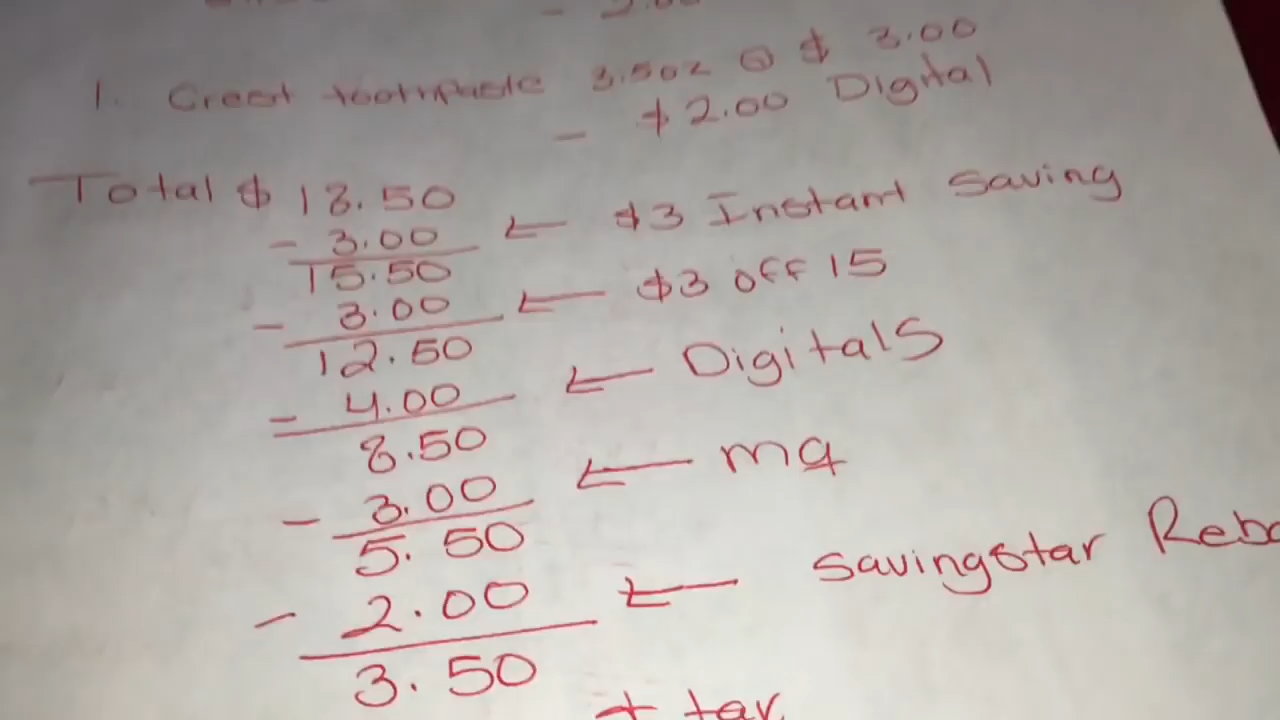 1. Crest toothpaste 3.5oz @ $ 3.00
- $2.00 Digital
Total $ 18.50
- 3.00 ← $3 Instant Saving
15.50
- 3.00 ← $3 off 15
12.50
- 4.00 ← Digitals
8.50
- 3.00 ← mq
5.50
- 2.00 ← Savingstar Reba
3.50
+ tax